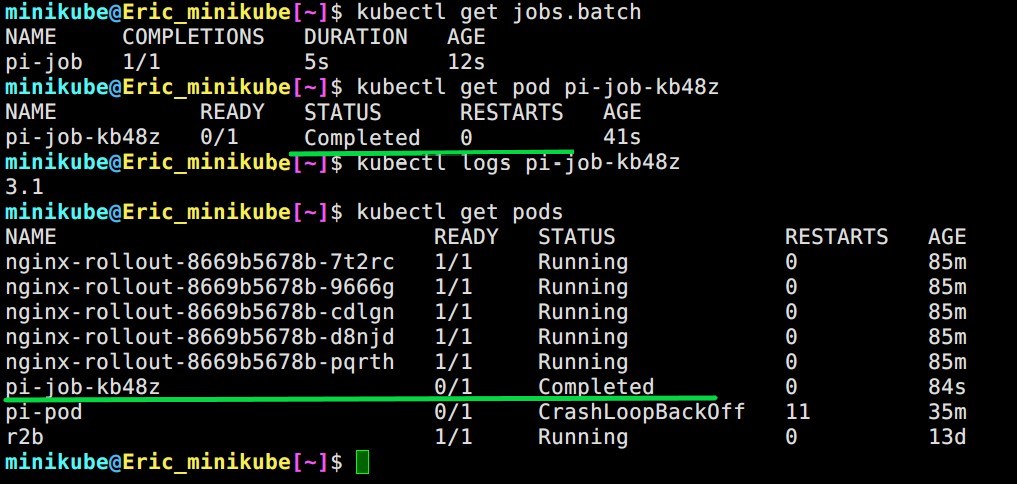 minikube@Eric_minikube[~]$ kubectl get jobs.batch
NAME COMPLETIONS DURATION AGE
pi-job 1/1 5s 12s
minikube@Eric_minikube[~]$ kubectl get pod pi-job-kb48z
NAME READY STATUS RESTARTS AGE
pi-job-kb48z 0/1 Completed 0 41s
minikube@Eric_minikube[~]$ kubectl logs pi-job-kb48z
3.1
minikube@Eric_minikube[~]$ kubectl get pods
NAME READY STATUS RESTARTS AGE
nginx-rollout-8669b5678b-7t2rc 1/1 Running 0 85m
nginx-rollout-8669b5678b-9666g 1/1 Running 0 85m
nginx-rollout-8669b5678b-cdlgn 1/1 Running 0 85m
nginx-rollout-8669b5678b-d8njd 1/1 Running 0 85m
nginx-rollout-8669b5678b-pqrth 1/1 Running 0 85m
pi-job-kb48z 0/1 Completed 0 84s
pi-pod 0/1 CrashLoopBackOff 11 35m
r2b 1/1 Running 0 13d
minikube@Eric_minikube[~]$